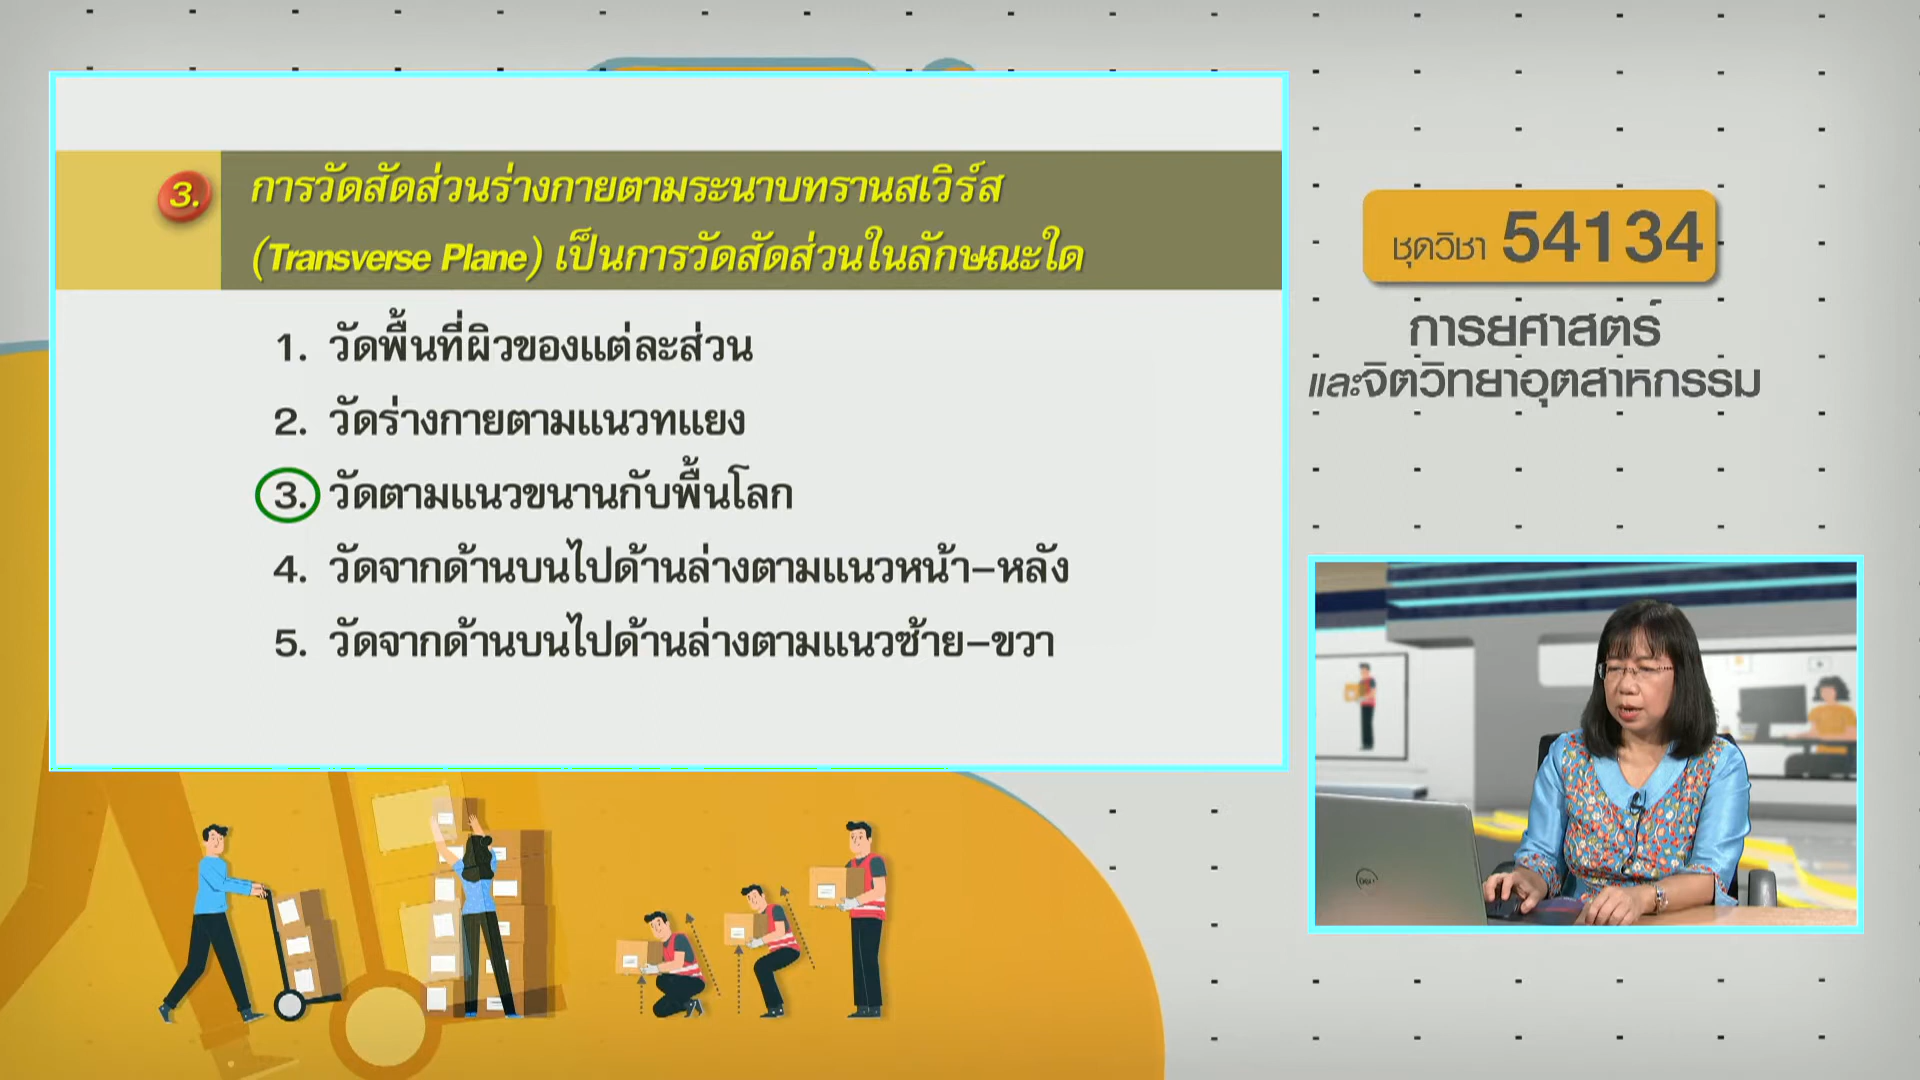 3. การวัดสัดส่วนร่างกายตามระนาบทรานสเวิร์ส
(Transverse Plane) เป็นการวัดสัดส่วนในลักษณะใด
1. วัดพื้นที่ผิวของแต่ละส่วน
2. วัดร่างกายตามแนวทแยง
3. วัดตามแนวขนานกับพื้นโลก
4. วัดจากด้านบนไปด้านล่างตามแนวหน้า–หลัง
5. วัดจากด้านบนไปด้านล่างตามแนวซ้าย–ขวา
ชุดวิชา 54134
การยศาสตร์
และจิตวิทยาอุตสาหกรรม
DELL